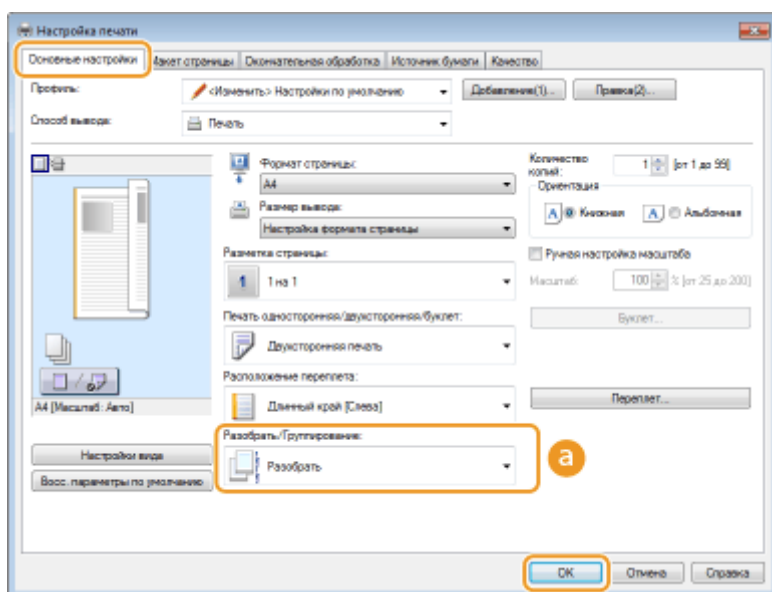 Настройка печати
Основные настройки Макет страницы Окончательная обработка Источник бумаги Качество
Профиль: <Изменить> Настройки по умолчанию Добавление(1)... Правка(2)...
Способ вывода: Печать
Формат страницы:
A4
Размер вывода:
Настройка формата страницы
Количество копий: 1 [от 1 до 99]
Ориентация
A Книжная A Альбомная
Разметка страницы:
1 1 на 1
Ручная настройка масштаба
Масштаб: 100 % [от 25 до 200]
Печать односторонняя/двухсторонняя/буклет:
Двухсторонняя печать
Буклет...
Расположение переплета:
Длинный край [Слева]
Переплет...
A4 [Масштаб: Авто]
Разобрать/Группирование:
Разобрать
a
Настройки вида
Восс. параметры по умолчанию
OK Отмена Справка